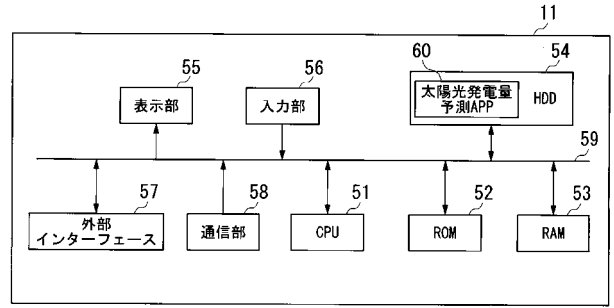 11
55
表示部
56
入力部
60
54
太陽光発電量
予測APP
HDD
59
57
外部
インターフェース
58
通信部
51
CPU
52
ROM
53
RAM